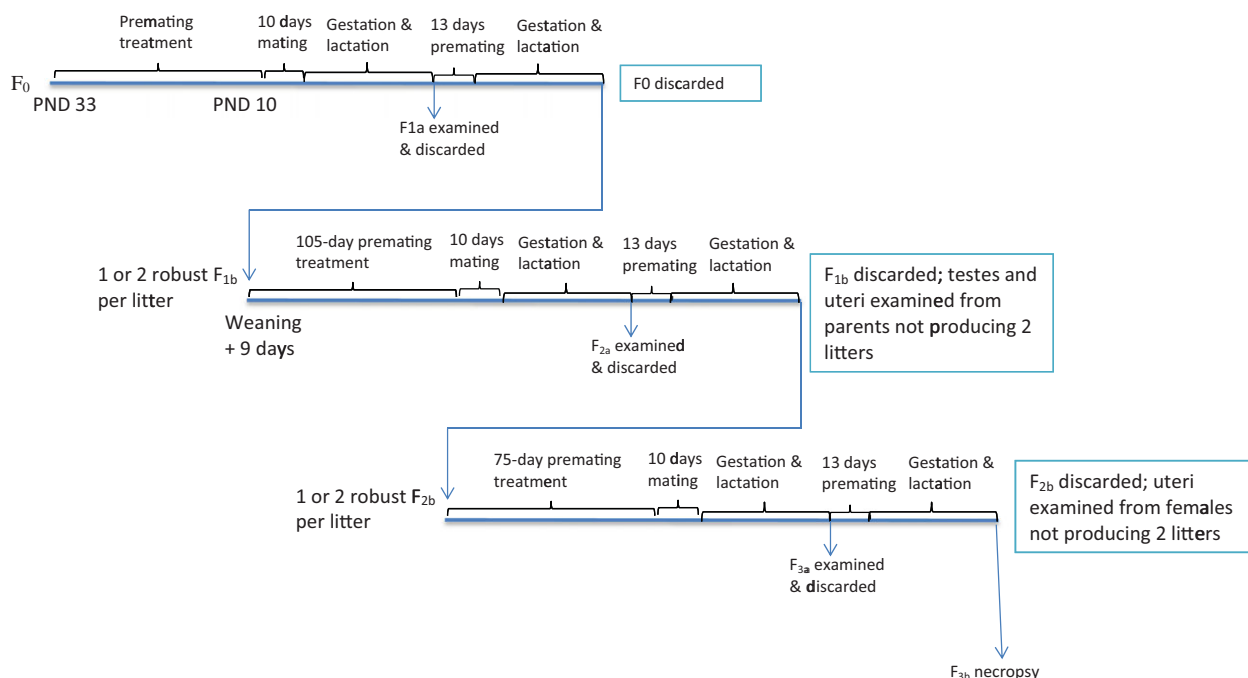 Premating
treatment
10 days
mating
Gestation &
lactation
13 days
premating
Gestation &
lactation
F0
PND 33
PND 10
F0 discarded
F1a examined
& discarded
1 or 2 robust F1b
per litter
105-day premating
treatment
10 days
mating
Gestation &
lactation
13 days
premating
Gestation &
lactation
Weaning
+ 9 days
F2a examined
& discarded
F1b discarded; testes and
uteri examined from
parents not producing 2
litters
1 or 2 robust F2b
per litter
75-day premating
treatment
10 days
mating
Gestation &
lactation
13 days
premating
Gestation &
lactation
F3a examined
& discarded
F2b discarded; uteri
examined from females
not producing 2 litters
F3b necropsy